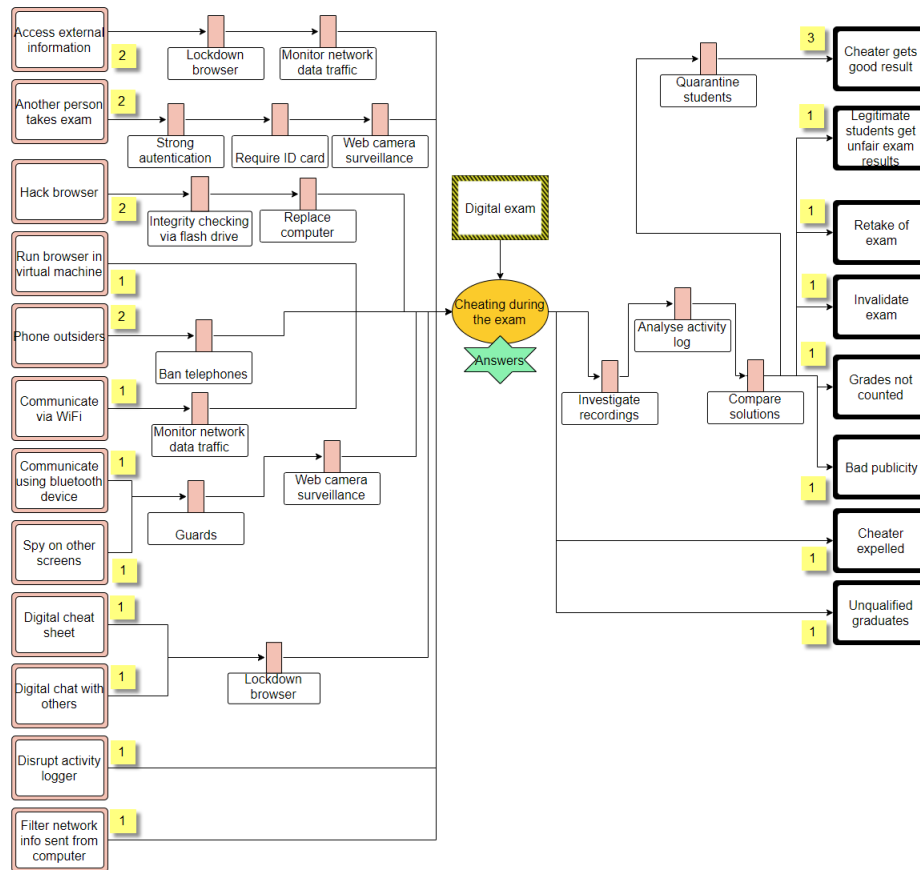 Access external
information
2
Lockdown
browser
Monitor network
data traffic
Another person
takes exam
2
Strong
autentication
Require ID card
Web camera
surveillance
Hack browser
2
Integrity checking
via flash drive
Replace
computer
Run browser in
virtual machine
1
Phone outsiders
2
Ban telephones
Communicate
via WiFi
1
Monitor network
data traffic
Communicate
using bluetooth
device
1
Guards
Web camera
surveillance
Spy on other
screens
1
Digital cheat
sheet
1
Lockdown
browser
Digital chat with
others
1
Disrupt activity
logger
1
Filter network
info sent from
computer
1
Digital exam
Cheating during
the exam
Answers
Investigate
recordings
Analyse activity
log
Compare
solutions
Quarantine
students
3
Cheater gets
good result
1
Legitimate
students get
unfair exam
results
1
Retake of
exam
1
Invalidate
exam
1
Grades not
counted
Bad publicity
1
Cheater
expelled
1
Unqualified
graduates
1